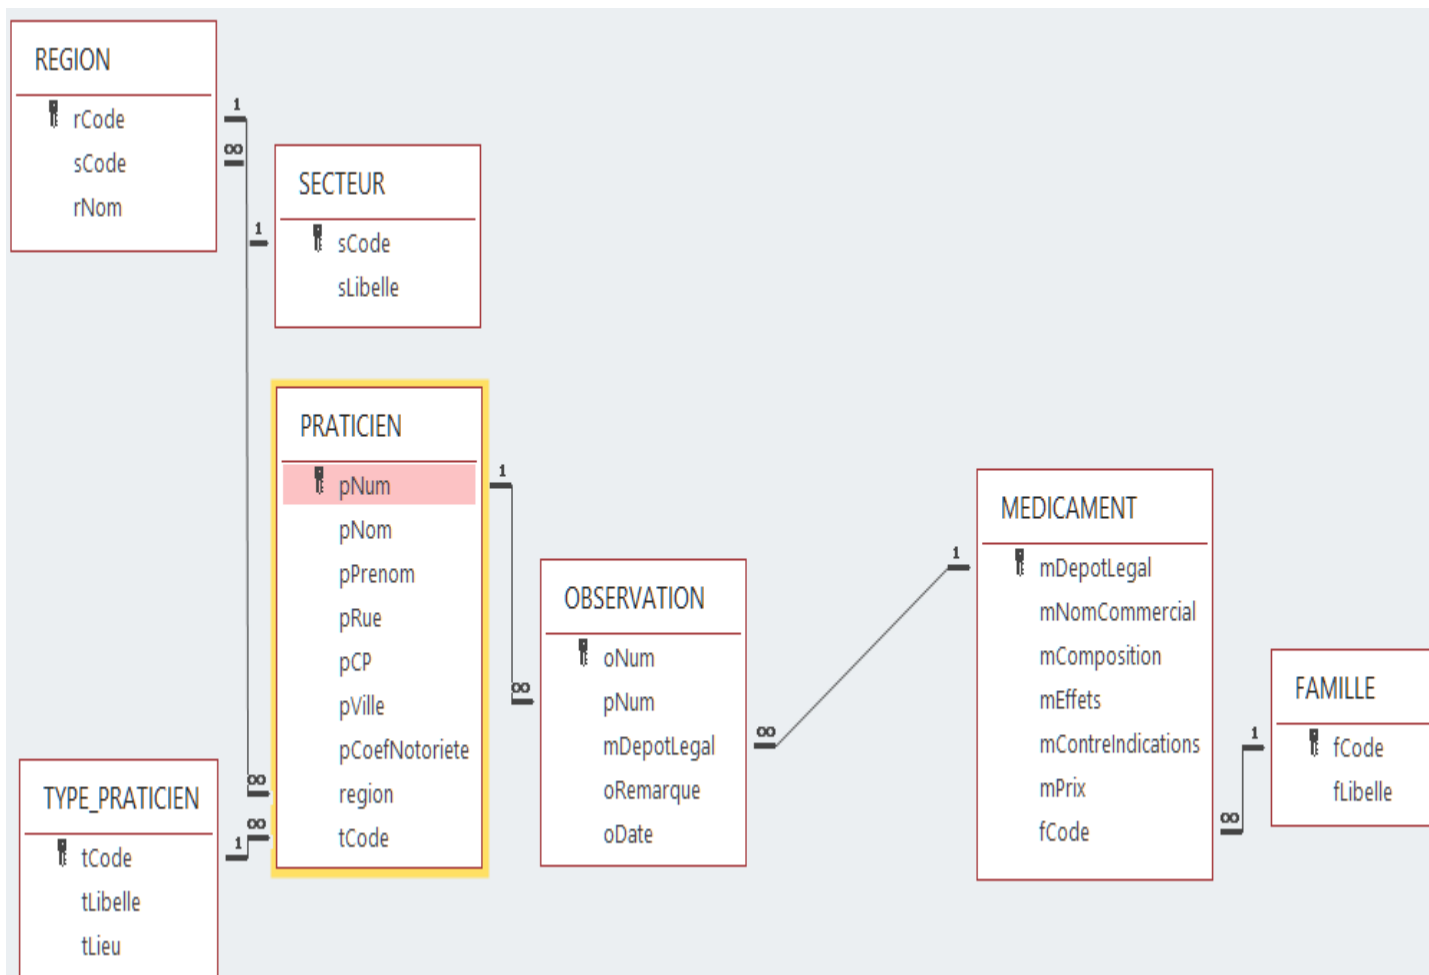 REGION
rCode
sCode
rNom
1
∞
SECTEUR
sCode
sLibelle
1
PRATICIEN
pNum
pNom
pPrenom
pRue
pCP
pVille
pCoefNotoriete
region
tCode
1
∞
∞
TYPE_PRATICIEN
tCode
tLibelle
tLieu
1
OBSERVATION
oNum
pNum
mDepotLegal
oRemarque
oDate
∞
∞
MEDICAMENT
mDepotLegal
mNomCommercial
mComposition
mEffets
mContreIndications
mPrix
fCode
1
∞
FAMILLE
fCode
fLibelle
1